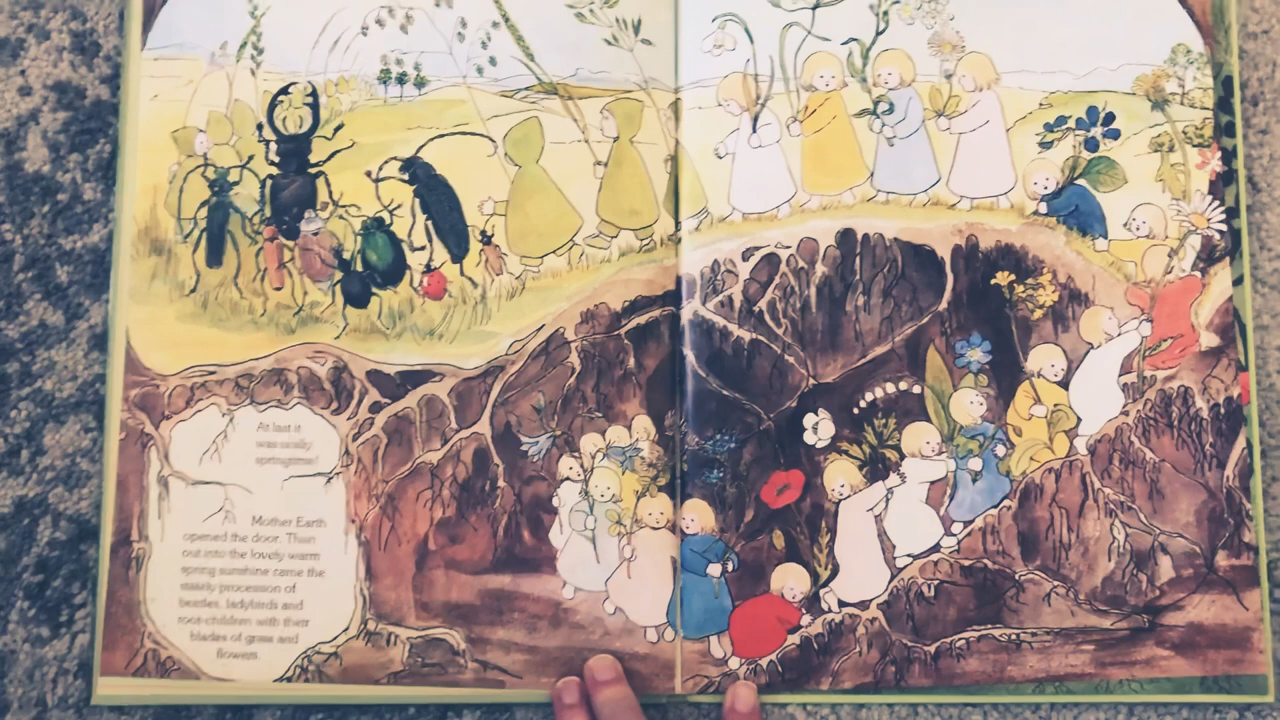 At last it
was really
springtime!
Mother Earth
opened the door. Then
out into the lovely warm
spring sunshine came the
stately procession of
beetles, ladybirds and
root-children with their
blades of grass and
flowers.